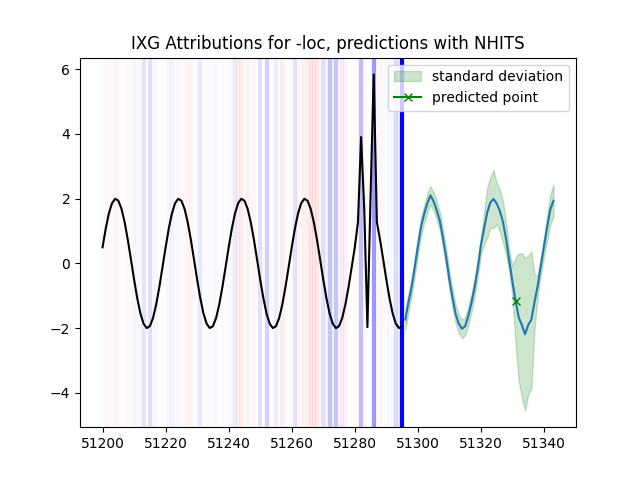 IXG Attributions for -loc, predictions with NHITS
standard deviation
predicted point
6
4
2
0
−2
−4
51200 51220 51240 51260 51280 51300 51320 51340